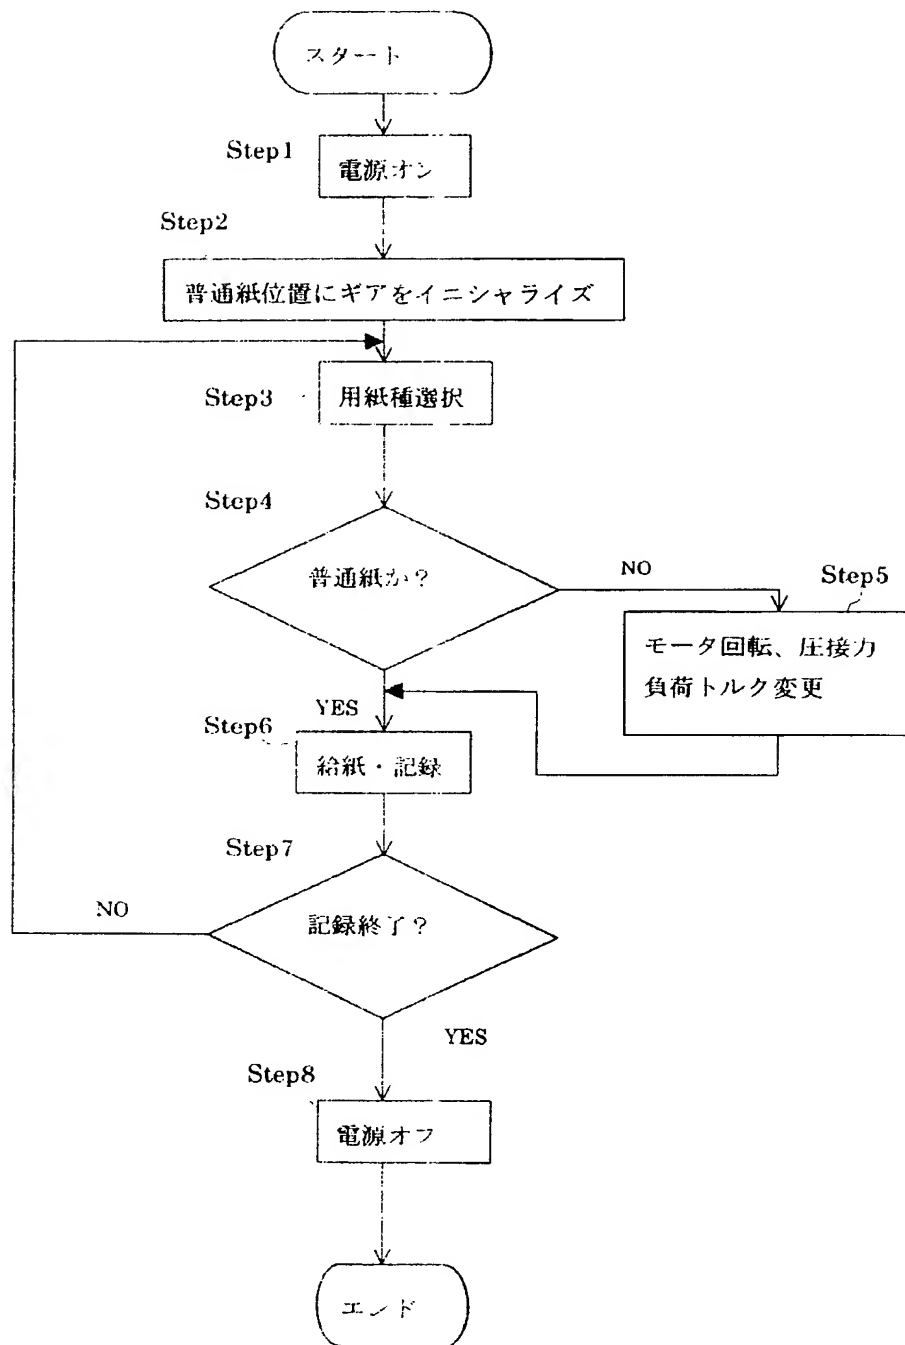 スタート
Step1
電源オン
Step2
普通紙位置にギアをイニシャライズ
Step3
用紙種選択
Step4
普通紙か？
NO
Step5
モータ回転、圧接力
負荷トルク変更
YES
Step6
給紙・記録
Step7
NO
記録終了？
YES
Step8
電源オフ
エンド